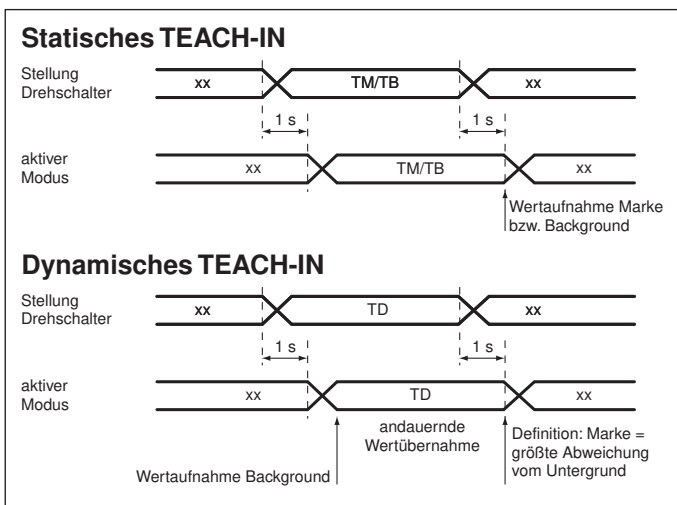 Statisches TEACH-IN
Stellung
Drehschalter
xx TM/TB xx
1 s 1 s
aktiver
Modus
xx TM/TB xx
Wertaufnahme Marke
bzw. Background
Dynamisches TEACH-IN
Stellung
Drehschalter
xx TD xx
1 s 1 s
aktiver
Modus
xx TD xx
andauernde
Wertübernahme
Definition: Marke =
größte Abweichung
vom Untergrund
Wertaufnahme Background